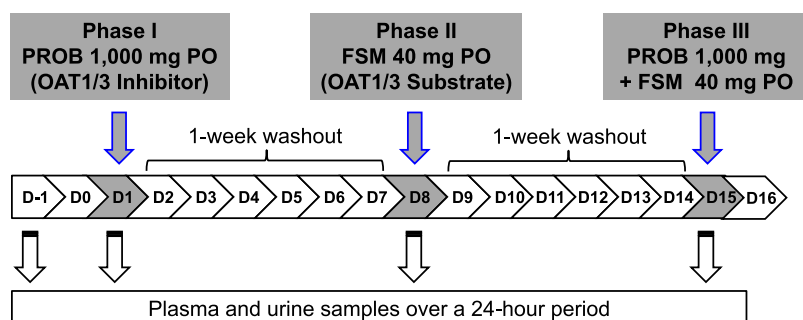 Phase I
PROB 1,000 mg PO
(OAT1/3 Inhibitor)
Phase II
FSM 40 mg PO
(OAT1/3 Substrate)
Phase III
PROB 1,000 mg
+ FSM 40 mg PO
1-week washout
1-week washout
D-1 D0 D1 D2 D3 D4 D5 D6 D7 D8 D9 D10 D11 D12 D13 D14 D15 D16
Plasma and urine samples over a 24-hour period